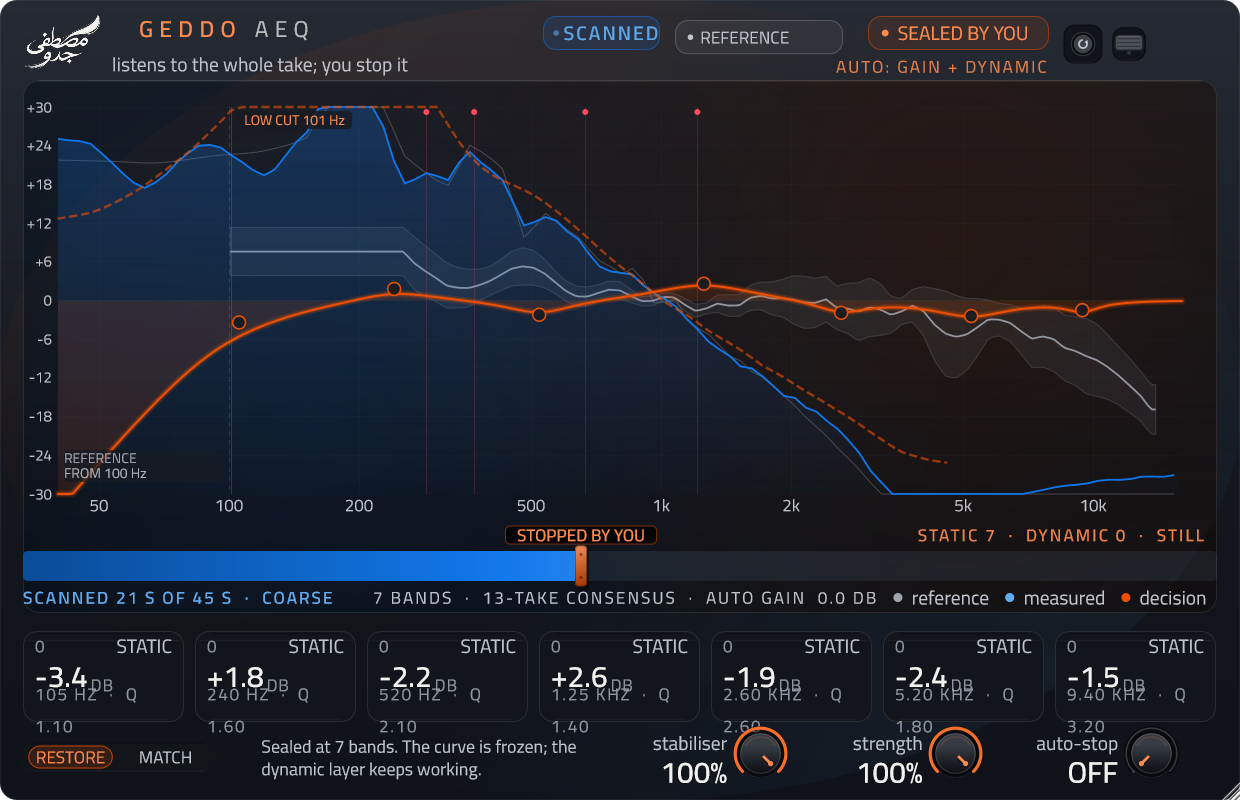 مصطفى
جدو
GEDDO AEQ
listens to the whole take; you stop it
SCANNED
REFERENCE
SEALED BY YOU
AUTO: GAIN + DYNAMIC
+30
+24
+18
+12
+6
0
-6
-12
-18
-24
-30
LOW CUT 101 Hz
REFERENCE
FROM 100 Hz
50 100 200 500 1k 2k 5k 10k
STOPPED BY YOU
STATIC 7 · DYNAMIC 0 · STILL
SCANNED 21 S OF 45 S · COARSE
7 BANDS · 13-TAKE CONSENSUS · AUTO GAIN 0.0 DB
reference measured decision
0 STATIC
-3.4 DB
105 HZ · Q
1.10
0 STATIC
+1.8 DB
240 HZ · Q
1.60
0 STATIC
-2.2 DB
520 HZ · Q
2.10
0 STATIC
+2.6 DB
1.25 KHZ · Q
1.40
0 STATIC
-1.9 DB
2.60 KHZ · Q
2.60
0 STATIC
-2.4 DB
5.20 KHZ · Q
1.80
0 STATIC
-1.5 DB
9.40 KHZ · Q
3.20
RESTORE MATCH
Sealed at 7 bands. The curve is frozen; the
dynamic layer keeps working.
stabiliser
100%
strength
100%
auto-stop
OFF